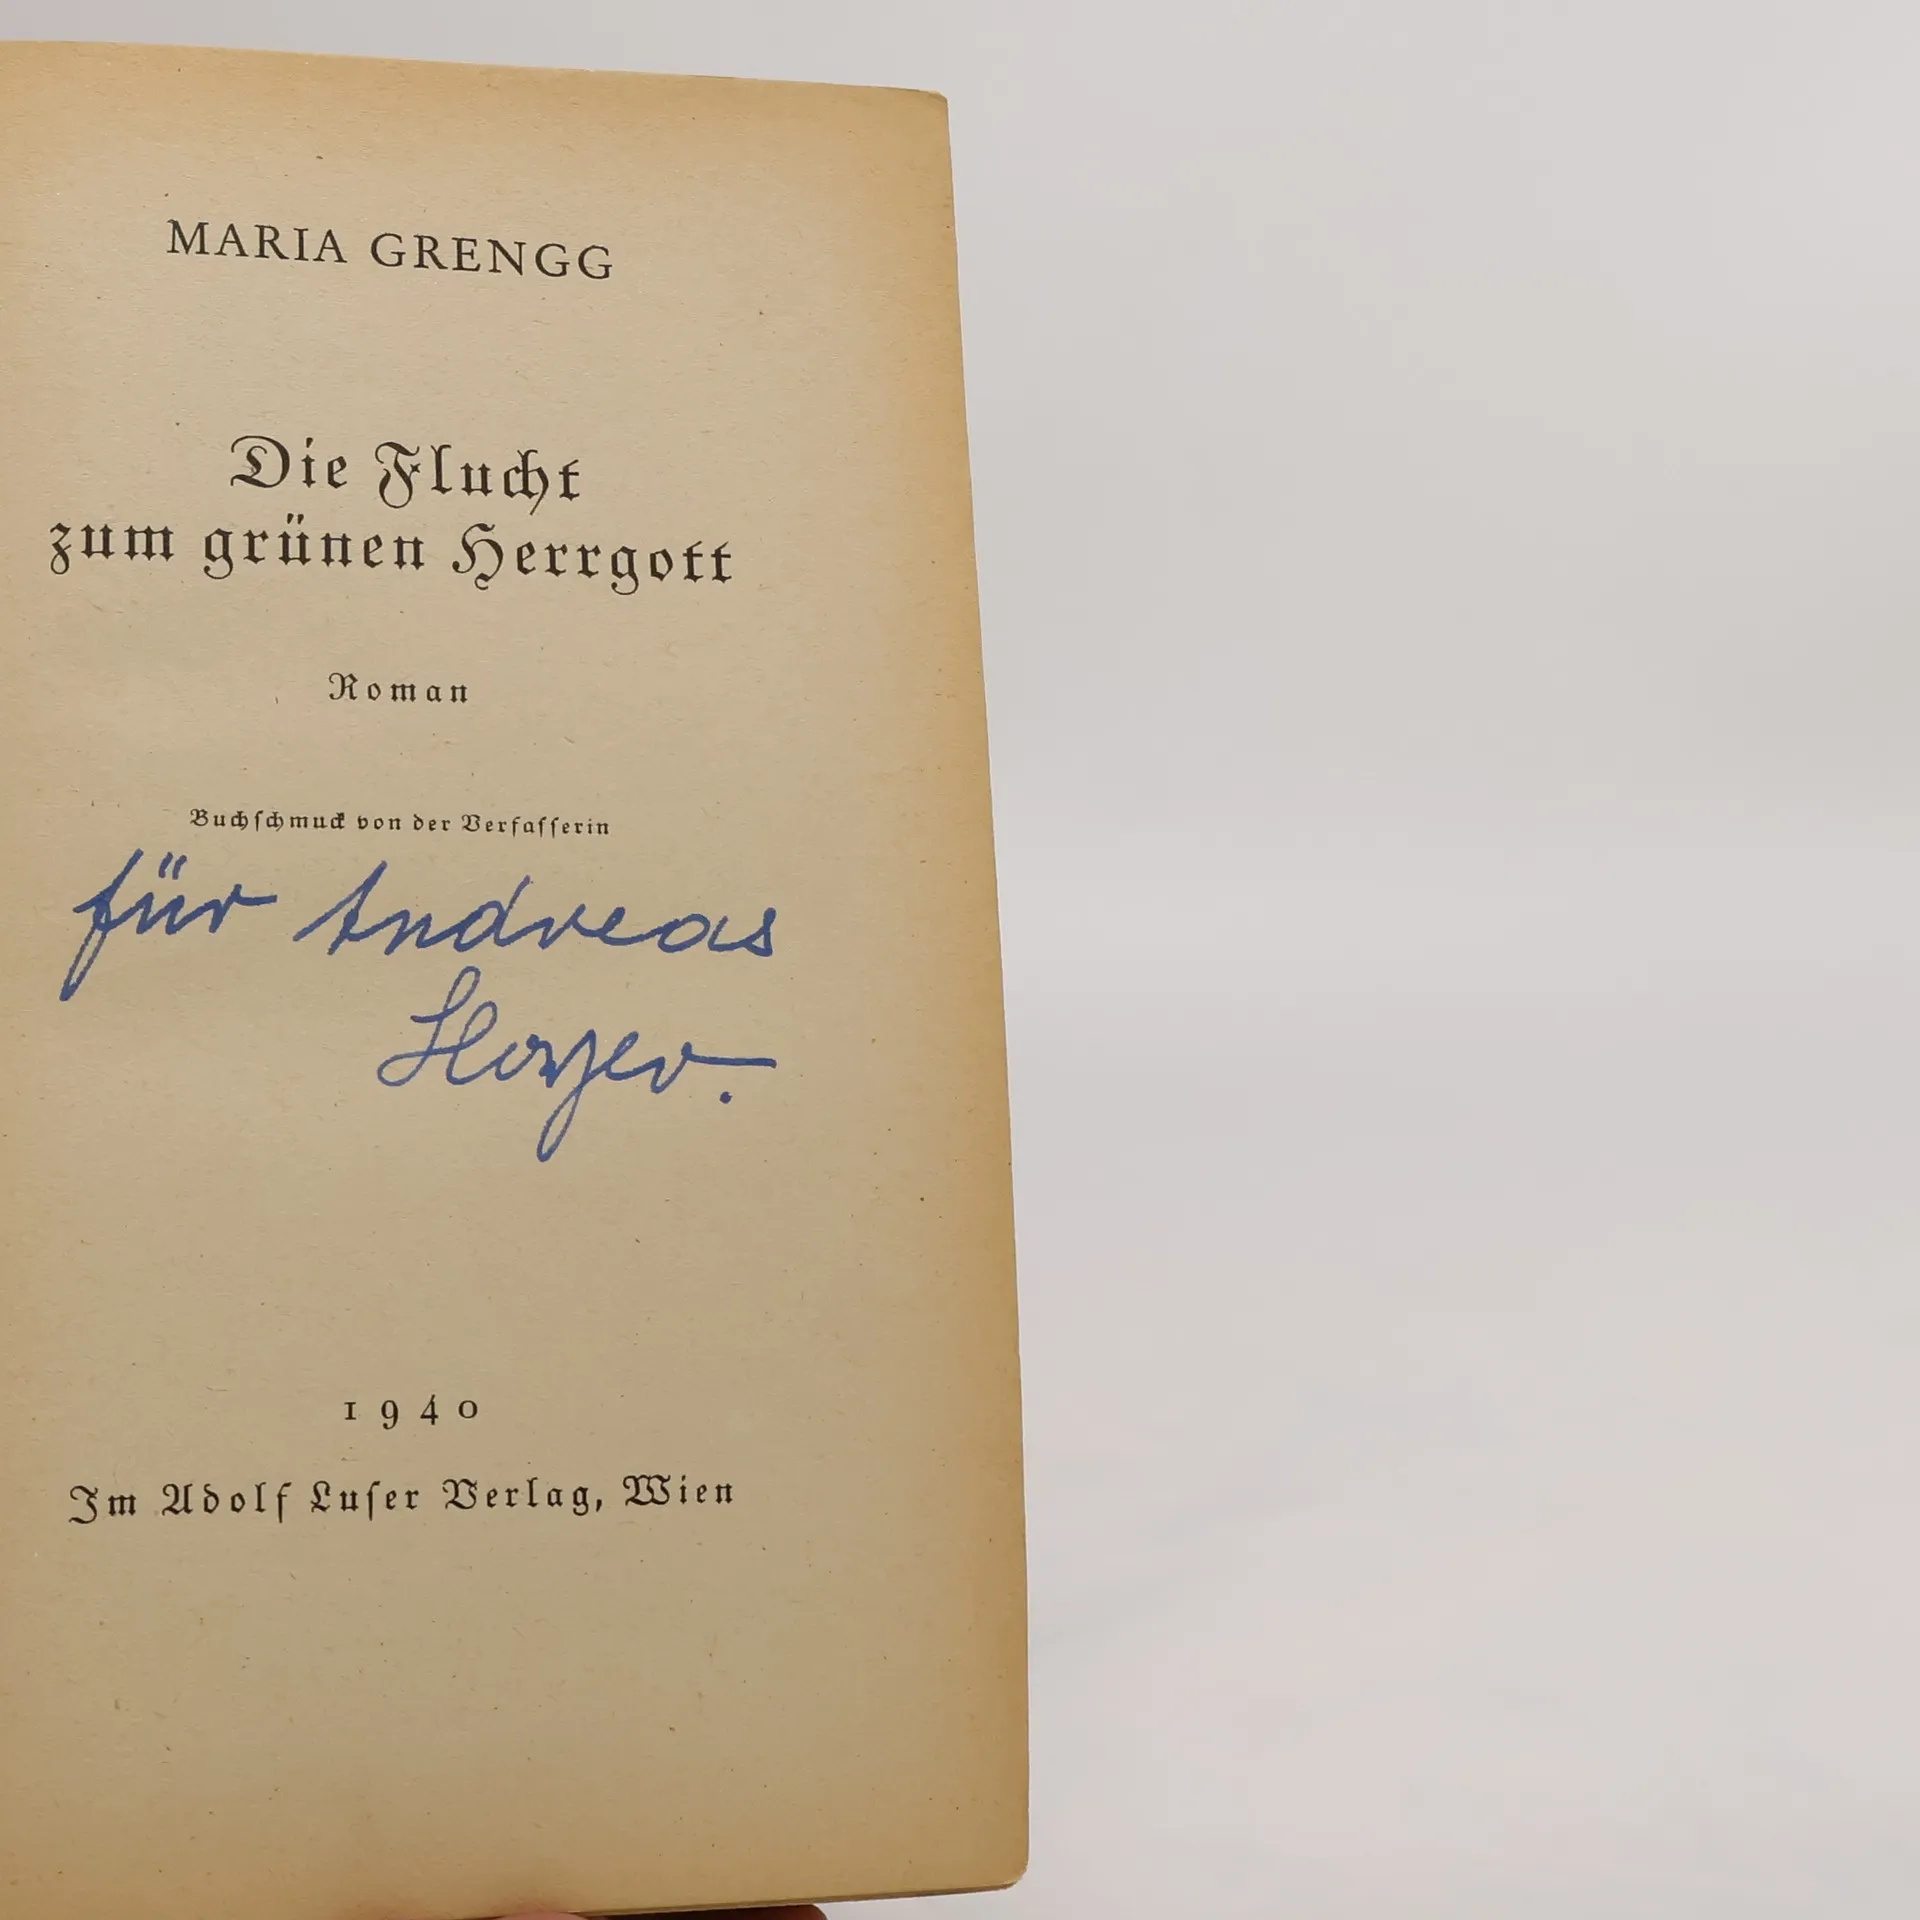 MARIA GRENGG
Die Flucht
zum grünen Herrgott
Roman
Buchſchmuck von der Verfaſſerin
für Andreas
Hoyer.
1940
Im Adolf Luſer Verlag, Wien